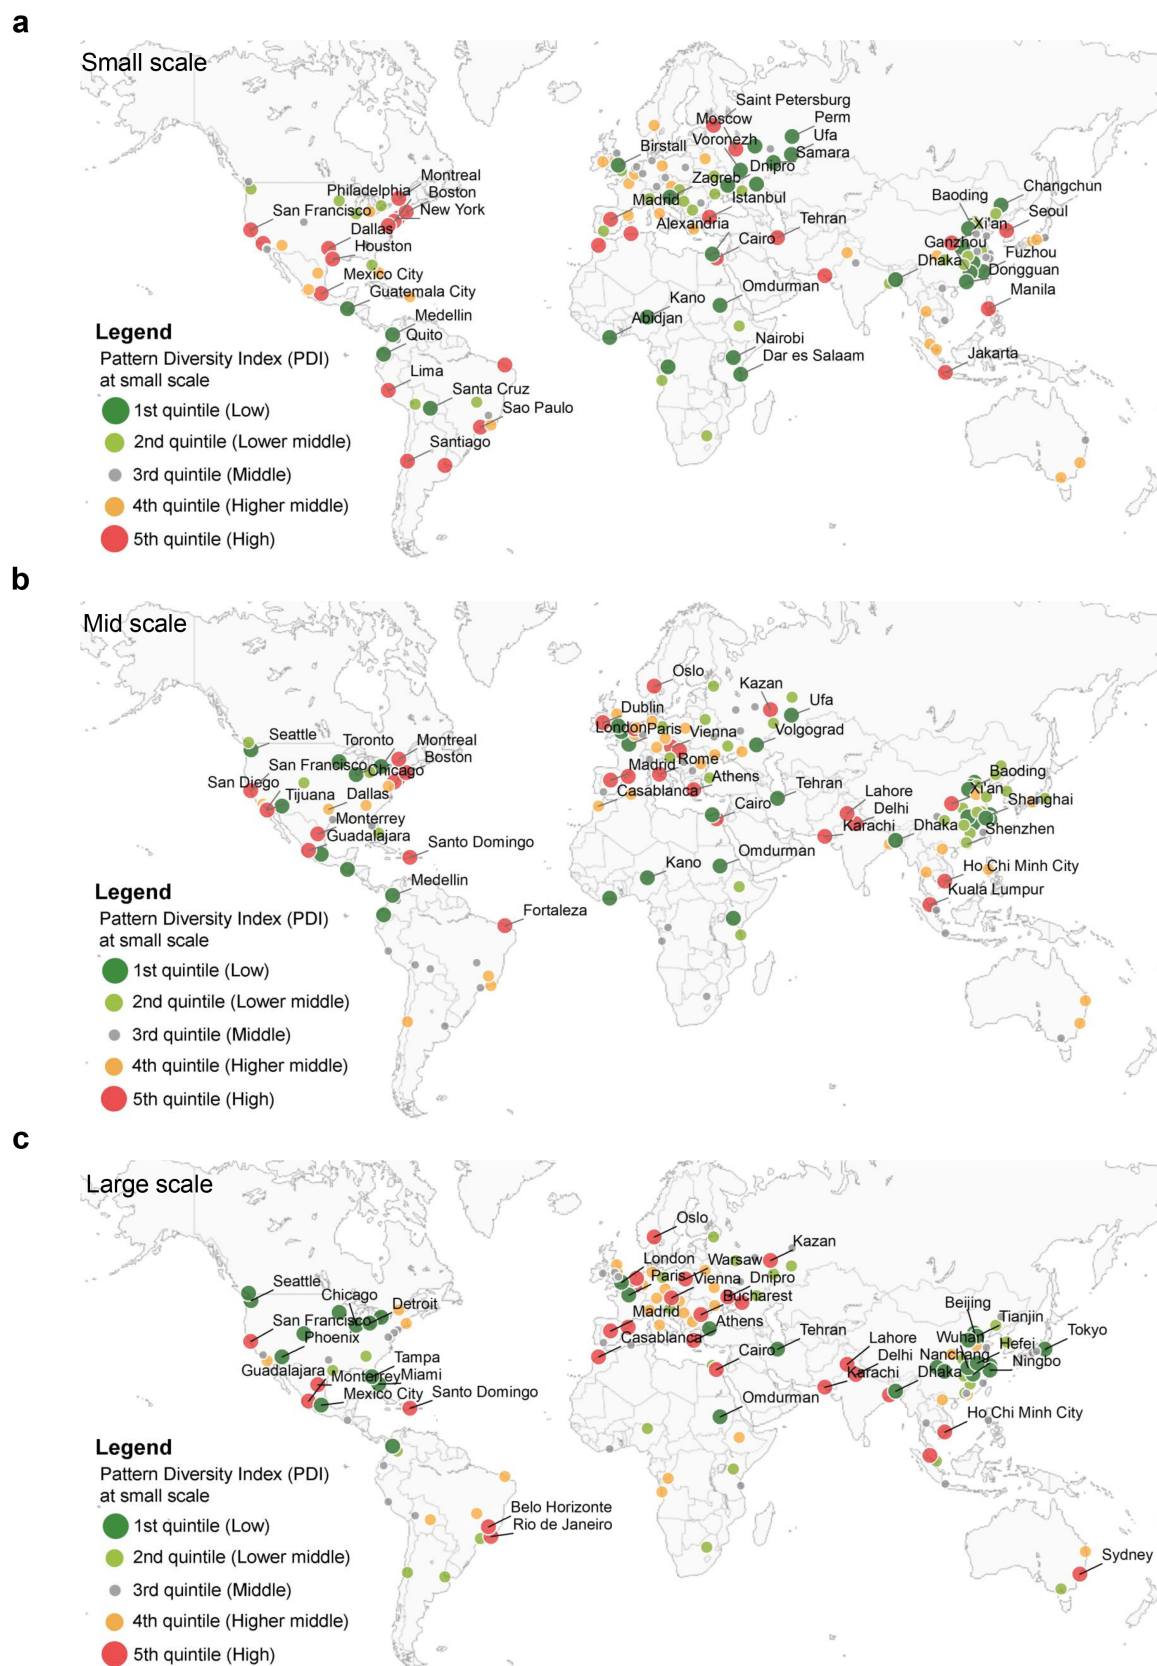 a
Small scale
Saint Petersburg
Moscow
Perm
Voronezh
Ufa
Birstall
Samara
Dnipro
Montreal
Zagreb
Philadelphia
Boston
Baoding
Changchun
San Francisco
New York
Madrid
Istanbul
Tehran
Xi'an
Seoul
Dallas
Alexandria
Houston
Cairo
Ganzhou
Fuzhou
Mexico City
Dhaka
Dongguan
Guatemala City
Kano
Omdurman
Manila
Medellin
Abidjan
Quito
Nairobi
Dar es Salaam
Jakarta
Lima
Santa Cruz
Sao Paulo
Santiago
Legend
Pattern Diversity Index (PDI)
at small scale
1st quintile (Low)
2nd quintile (Lower middle)
3rd quintile (Middle)
4th quintile (Higher middle)
5th quintile (High)
b
Mid scale
Oslo
Kazan
Dublin
Ufa
London
Paris
Vienna
Volgograd
Seattle
Toronto
Montreal
San Francisco
Chicago
Boston
Madrid
Rome
San Diego
Athens
Baoding
Tijuana
Dallas
Casablanca
Tehran
Lahore
Xi'an
Monterrey
Cairo
Delhi
Shanghai
Guadalajara
Karachi
Dhaka
Shenzhen
Santo Domingo
Kano
Omdurman
Ho Chi Minh City
Medellin
Kuala Lumpur
Fortaleza
Legend
Pattern Diversity Index (PDI)
at small scale
1st quintile (Low)
2nd quintile (Lower middle)
3rd quintile (Middle)
4th quintile (Higher middle)
5th quintile (High)
c
Large scale
Oslo
Kazan
London
Warsaw
Paris
Vienna
Dnipro
Seattle
Chicago
Bucharest
Detroit
Beijing
San Francisco
Madrid
Athens
Tianjin
Phoenix
Casablanca
Tehran
Lahore
Wuhan
Hefei
Tokyo
Tampa
Cairo
Delhi
Nanchang
Ningbo
Guadalajara
Monterrey
Miami
Karachi
Dhaka
Mexico City
Santo Domingo
Omdurman
Ho Chi Minh City
Belo Horizonte
Rio de Janeiro
Sydney
Legend
Pattern Diversity Index (PDI)
at small scale
1st quintile (Low)
2nd quintile (Lower middle)
3rd quintile (Middle)
4th quintile (Higher middle)
5th quintile (High)